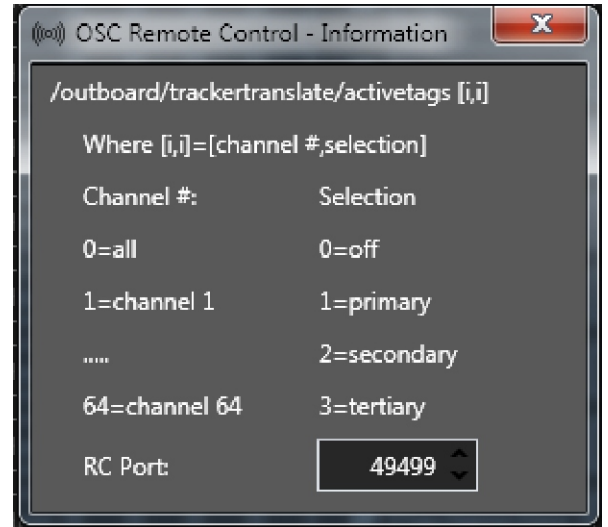 OSC Remote Control - Information
/outboard/trackertranslate/activetags [i,i]
Where [i,i]=[channel #,selection]
Channel #: Selection
0=all 0=off
1=channel 1 1=primary
..... 2=secondary
64=channel 64 3=tertiary
RC Port: 49499